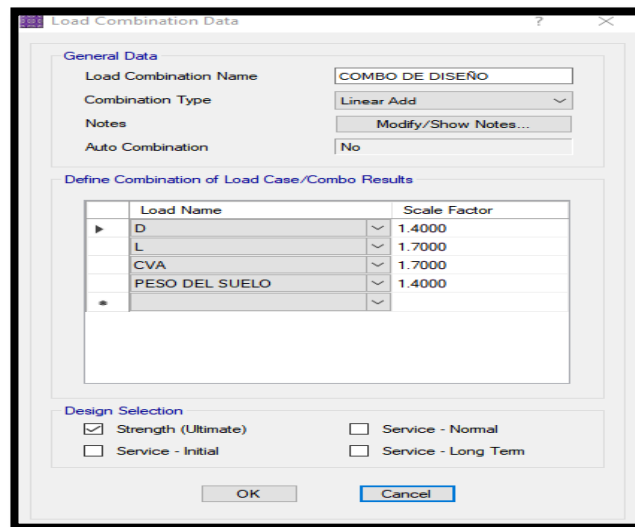 Load Combination Data ?
General Data
Load Combination Name COMBO DE DISEÑO
Combination Type Linear Add
Notes Modify/Show Notes...
Auto Combination No
Define Combination of Load Case/Combo Results
Load Name Scale Factor
D 1.4000
L 1.7000
CVA 1.7000
PESO DEL SUELO 1.4000
Design Selection
Strength (Ultimate) Service - Normal
Service - Initial Service - Long Term
OK Cancel